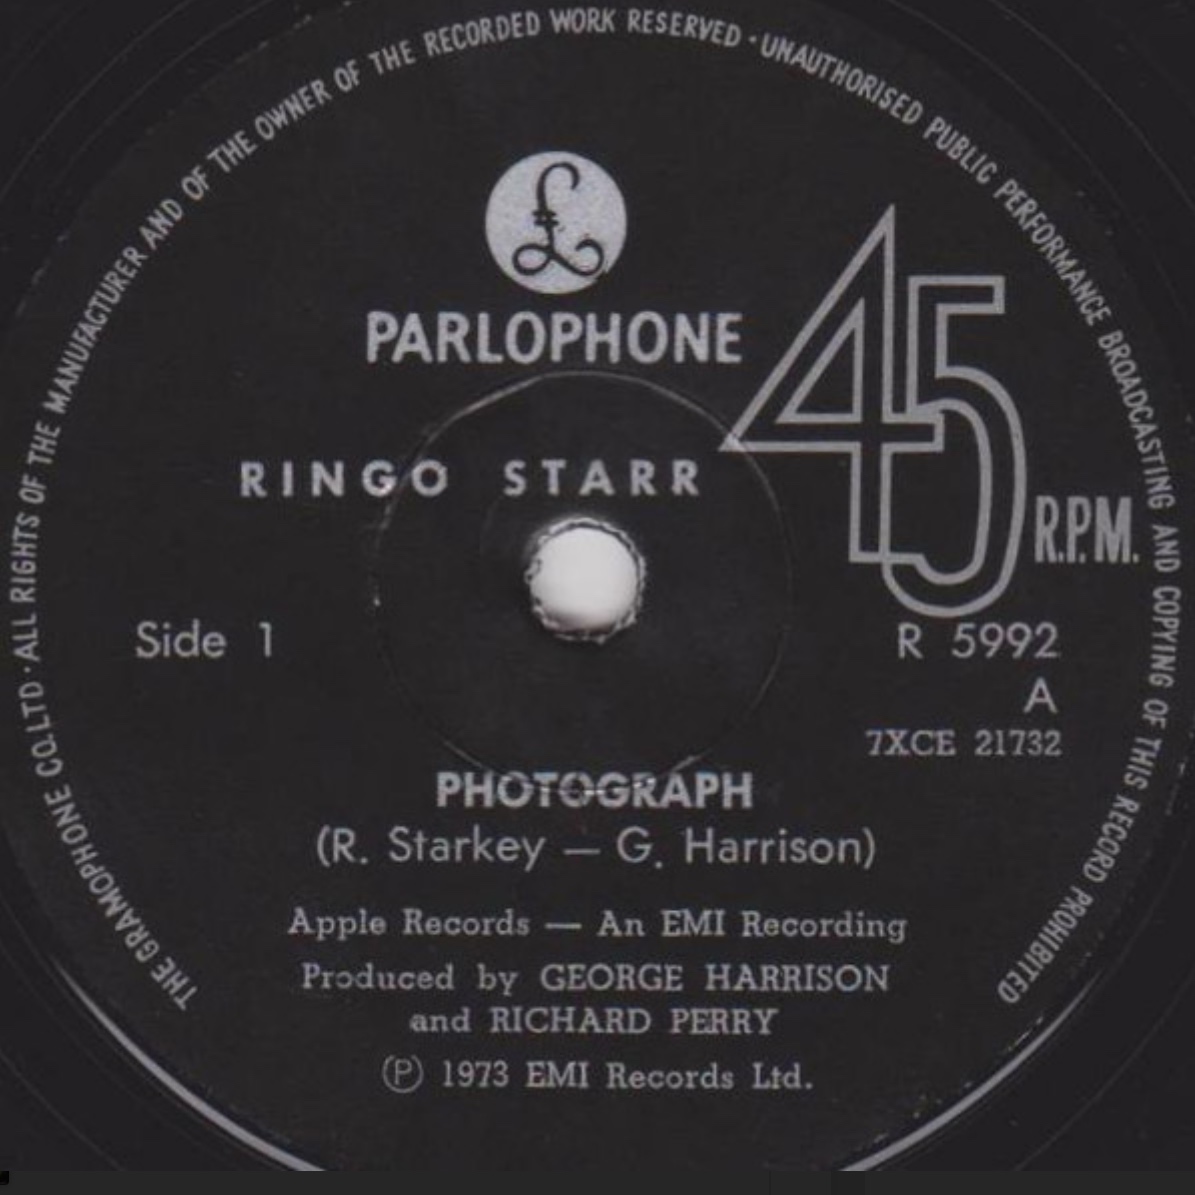 THE GRAMOPHONE CO.LTD · ALL RIGHTS OF THE MANUFACTURER AND OF THE OWNER OF THE RECORDED WORK RESERVED · UNAUTHORISED PUBLIC PERFORMANCE BROADCASTING AND COPYING OF THIS RECORD PROHIBITED
£
PARLOPHONE
45
R.P.M.
RINGO STARR
Side 1
R 5992
A
7XCE 21732
PHOTOGRAPH
(R. Starkey — G. Harrison)
Apple Records — An EMI Recording
Produced by GEORGE HARRISON
and RICHARD PERRY
Ⓟ 1973 EMI Records Ltd.